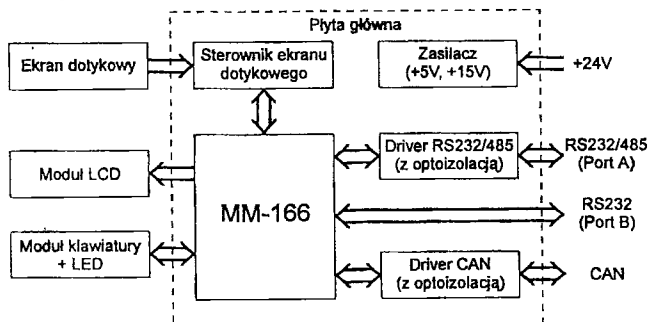 Płyta główna
Ekran dotykowy
Sterownik ekranu
dotykowego
Zasilacz
(+5V, +15V)
+24V
Moduł LCD
MM-166
Driver RS232/485
(z optoizolacją)
RS232/485
(Port A)
RS232
(Port B)
Moduł klawiatury
+ LED
Driver CAN
(z optoizolacją)
CAN